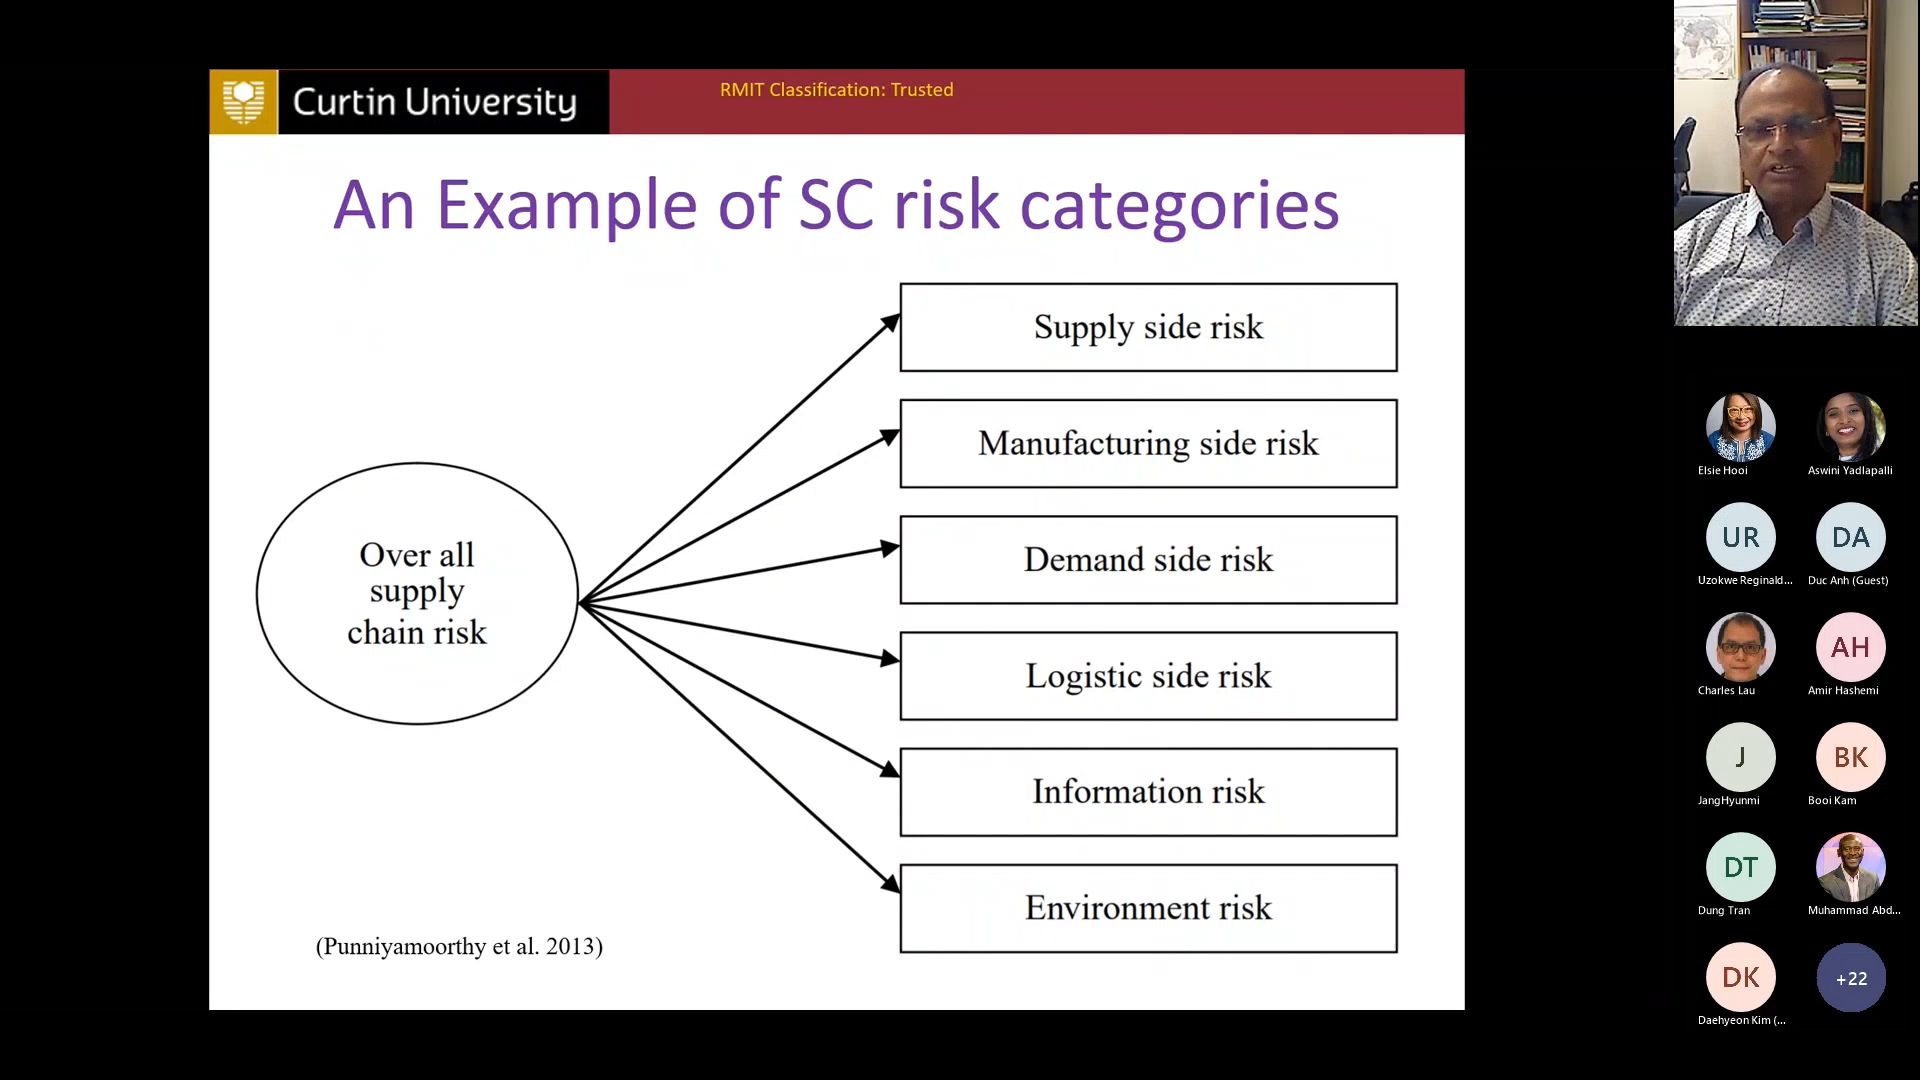 Curtin University
RMIT Classification: Trusted
An Example of SC risk categories
Over all
supply
chain risk
Supply side risk
Manufacturing side risk
Demand side risk
Logistic side risk
Information risk
Environment risk
(Punniyamoorthy et al. 2013)
Elsie Hooi
Aswini Yadlapalli
UR
DA
Uzokwe Reginald...
Duc Anh (Guest)
AH
Charles Lau
Amir Hashemi
J
BK
JangHyunmi
Booi Kam
DT
Dung Tran
Muhammad Abd...
DK
+22
Daehyeon Kim (...